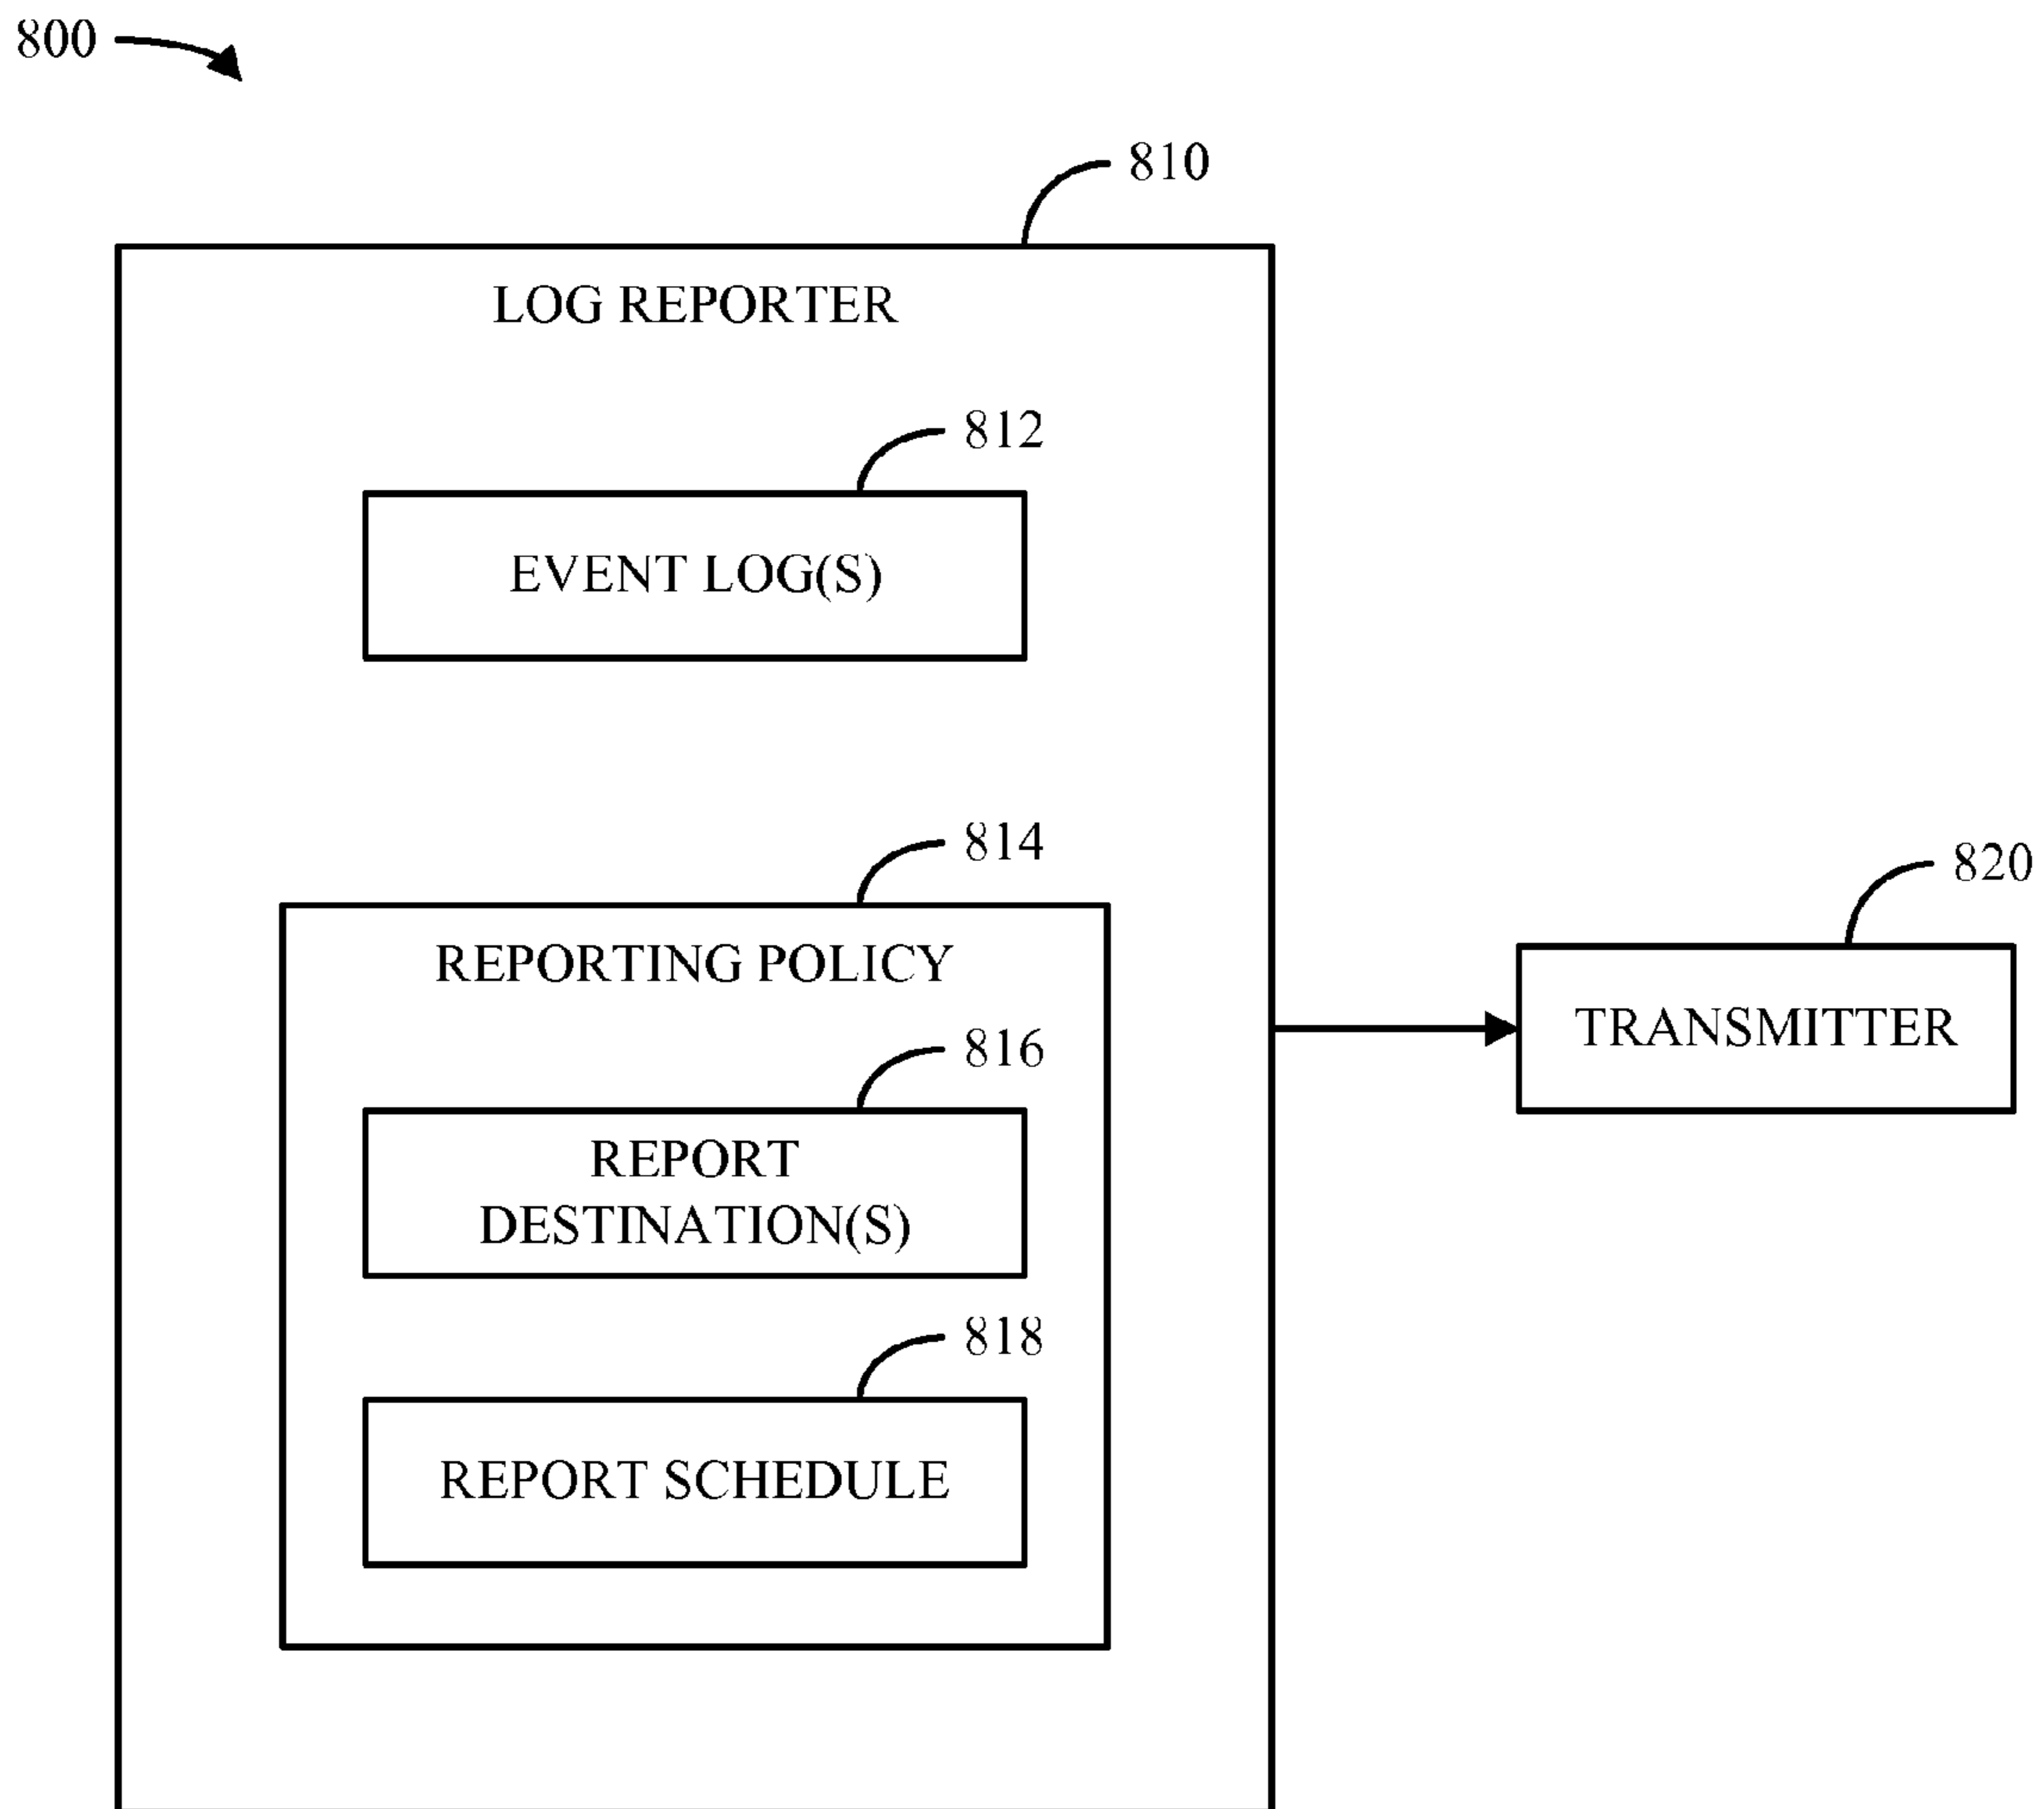 800
810
LOG REPORTER
812
EVENT LOG(S)
814
REPORTING POLICY
816
REPORT
DESTINATION(S)
818
REPORT SCHEDULE
820
TRANSMITTER